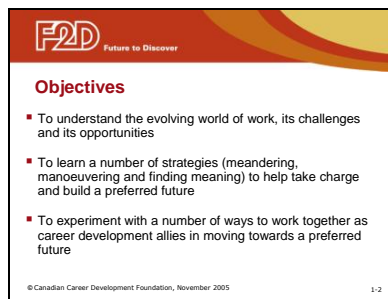 F2D Future to Discover
Objectives
▪ To understand the evolving world of work, its challenges
and its opportunities
▪ To learn a number of strategies (meandering,
manoeuvering and finding meaning) to help take charge
and build a preferred future
▪ To experiment with a number of ways to work together as
career development allies in moving towards a preferred
future
©Canadian Career Development Foundation, November 2005 1-2